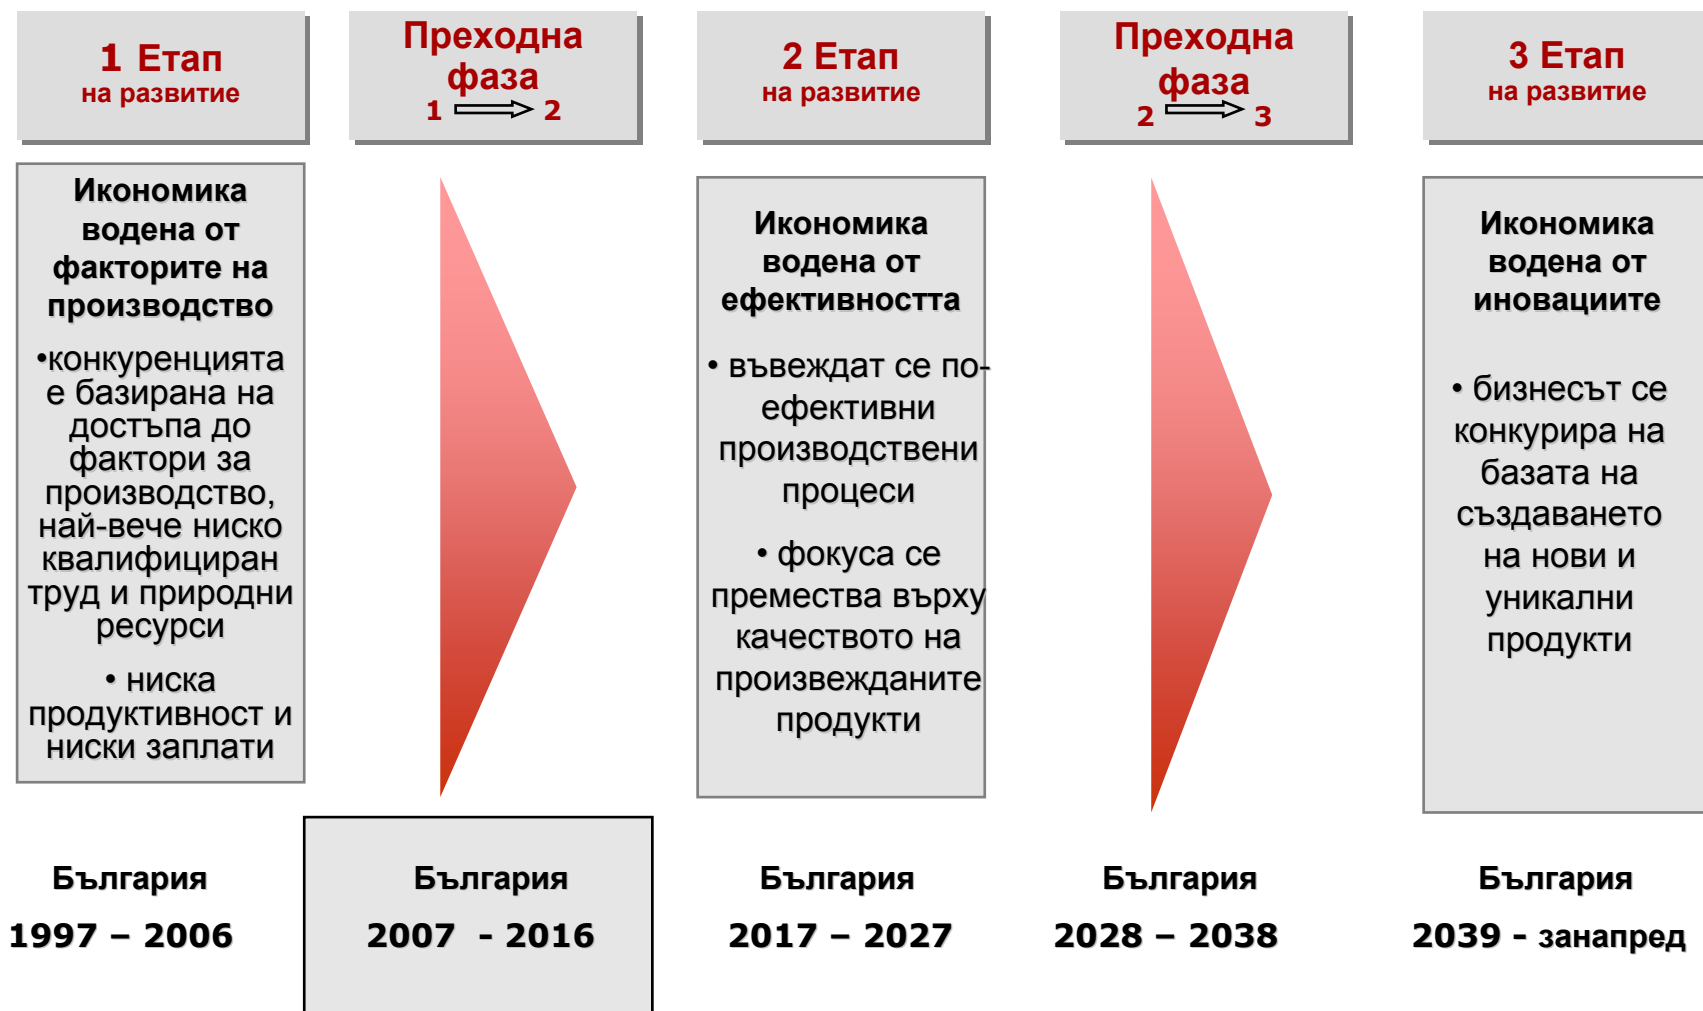 1 Етап
на развитие
Преходна
фаза
1 2
2 Етап
на развитие
Преходна
фаза
2 3
3 Етап
на развитие
Икономика
водена от
факторите на
производство
•конкуренцията
е базирана на
достъпа до
фактори за
производство,
най-вече ниско
квалифициран
труд и природни
ресурси
• ниска
продуктивност и
ниски заплати
Икономика
водена от
ефективността
• въвеждат се по-
ефективни
производствени
процеси
• фокуса се
премества върху
качеството на
произвежданите
продукти
Икономика
водена от
иновациите
• бизнесът се
конкурира на
базата на
създаването
на нови и
уникални
продукти
България
1997 – 2006
България
2007 - 2016
България
2017 – 2027
България
2028 – 2038
България
2039 - занапред